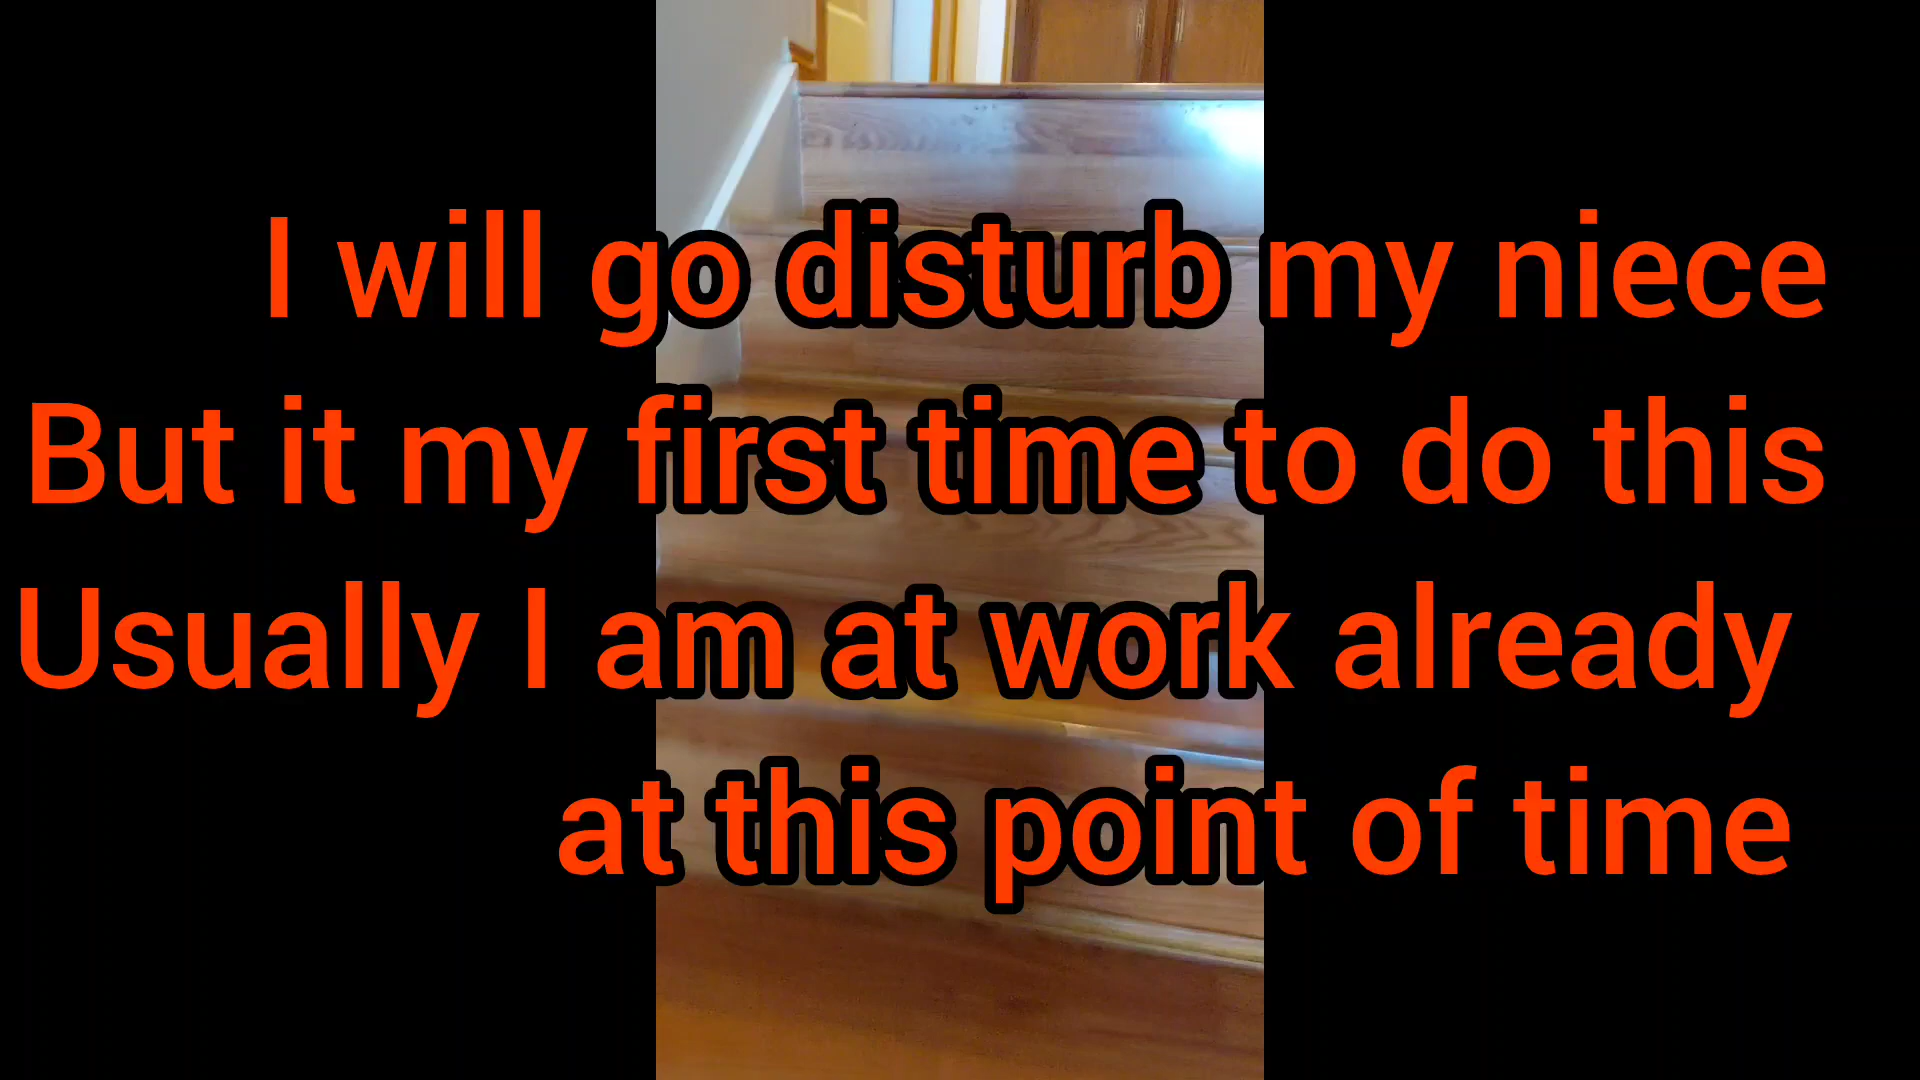 I will go disturb my niece
But it my first time to do this
Usually I am at work already
at this point of time